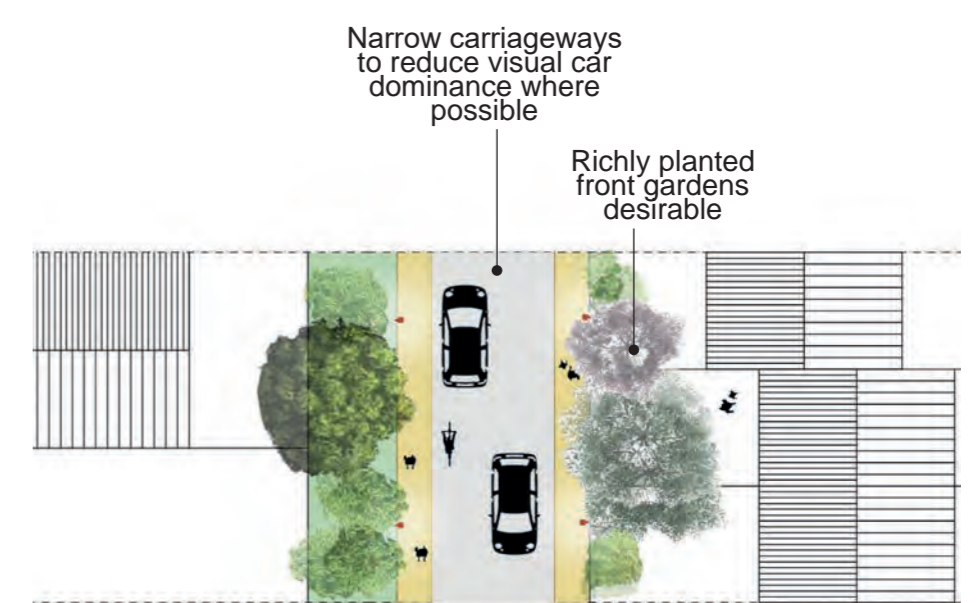 Narrow carriageways
to reduce visual car
dominance where
possible
Richly planted
front gardens
desirable